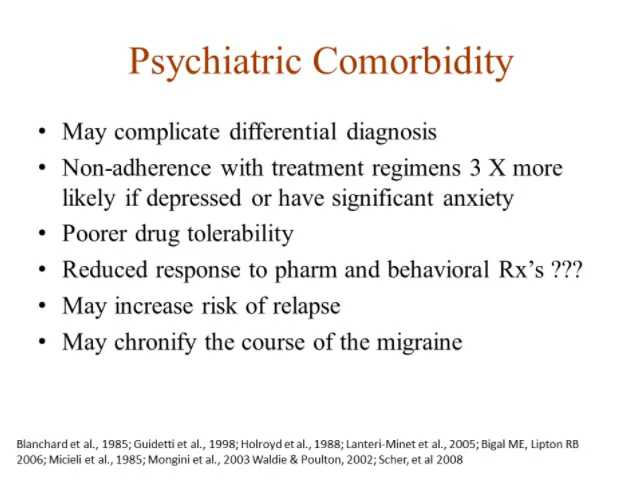 Psychiatric Comorbidity
• May complicate differential diagnosis
• Non-adherence with treatment regimens 3 X more
likely if depressed or have significant anxiety
• Poorer drug tolerability
• Reduced response to pharm and behavioral Rx's ???
• May increase risk of relapse
• May chronify the course of the migraine
Blanchard et al., 1985; Guidetti et al., 1998; Holroyd et al., 1988; Lanteri-Minet et al., 2005; Bigal ME, Lipton RB
2006; Micieli et al., 1985; Mongini et al., 2003 Waldie & Poulton, 2002; Scher, et al 2008